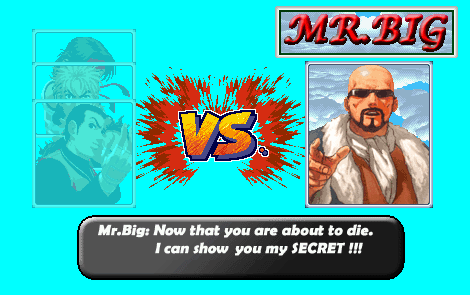 MR.BIG
VS.
Mr.Big: Now that you are about to die.
I can show you my SECRET !!!